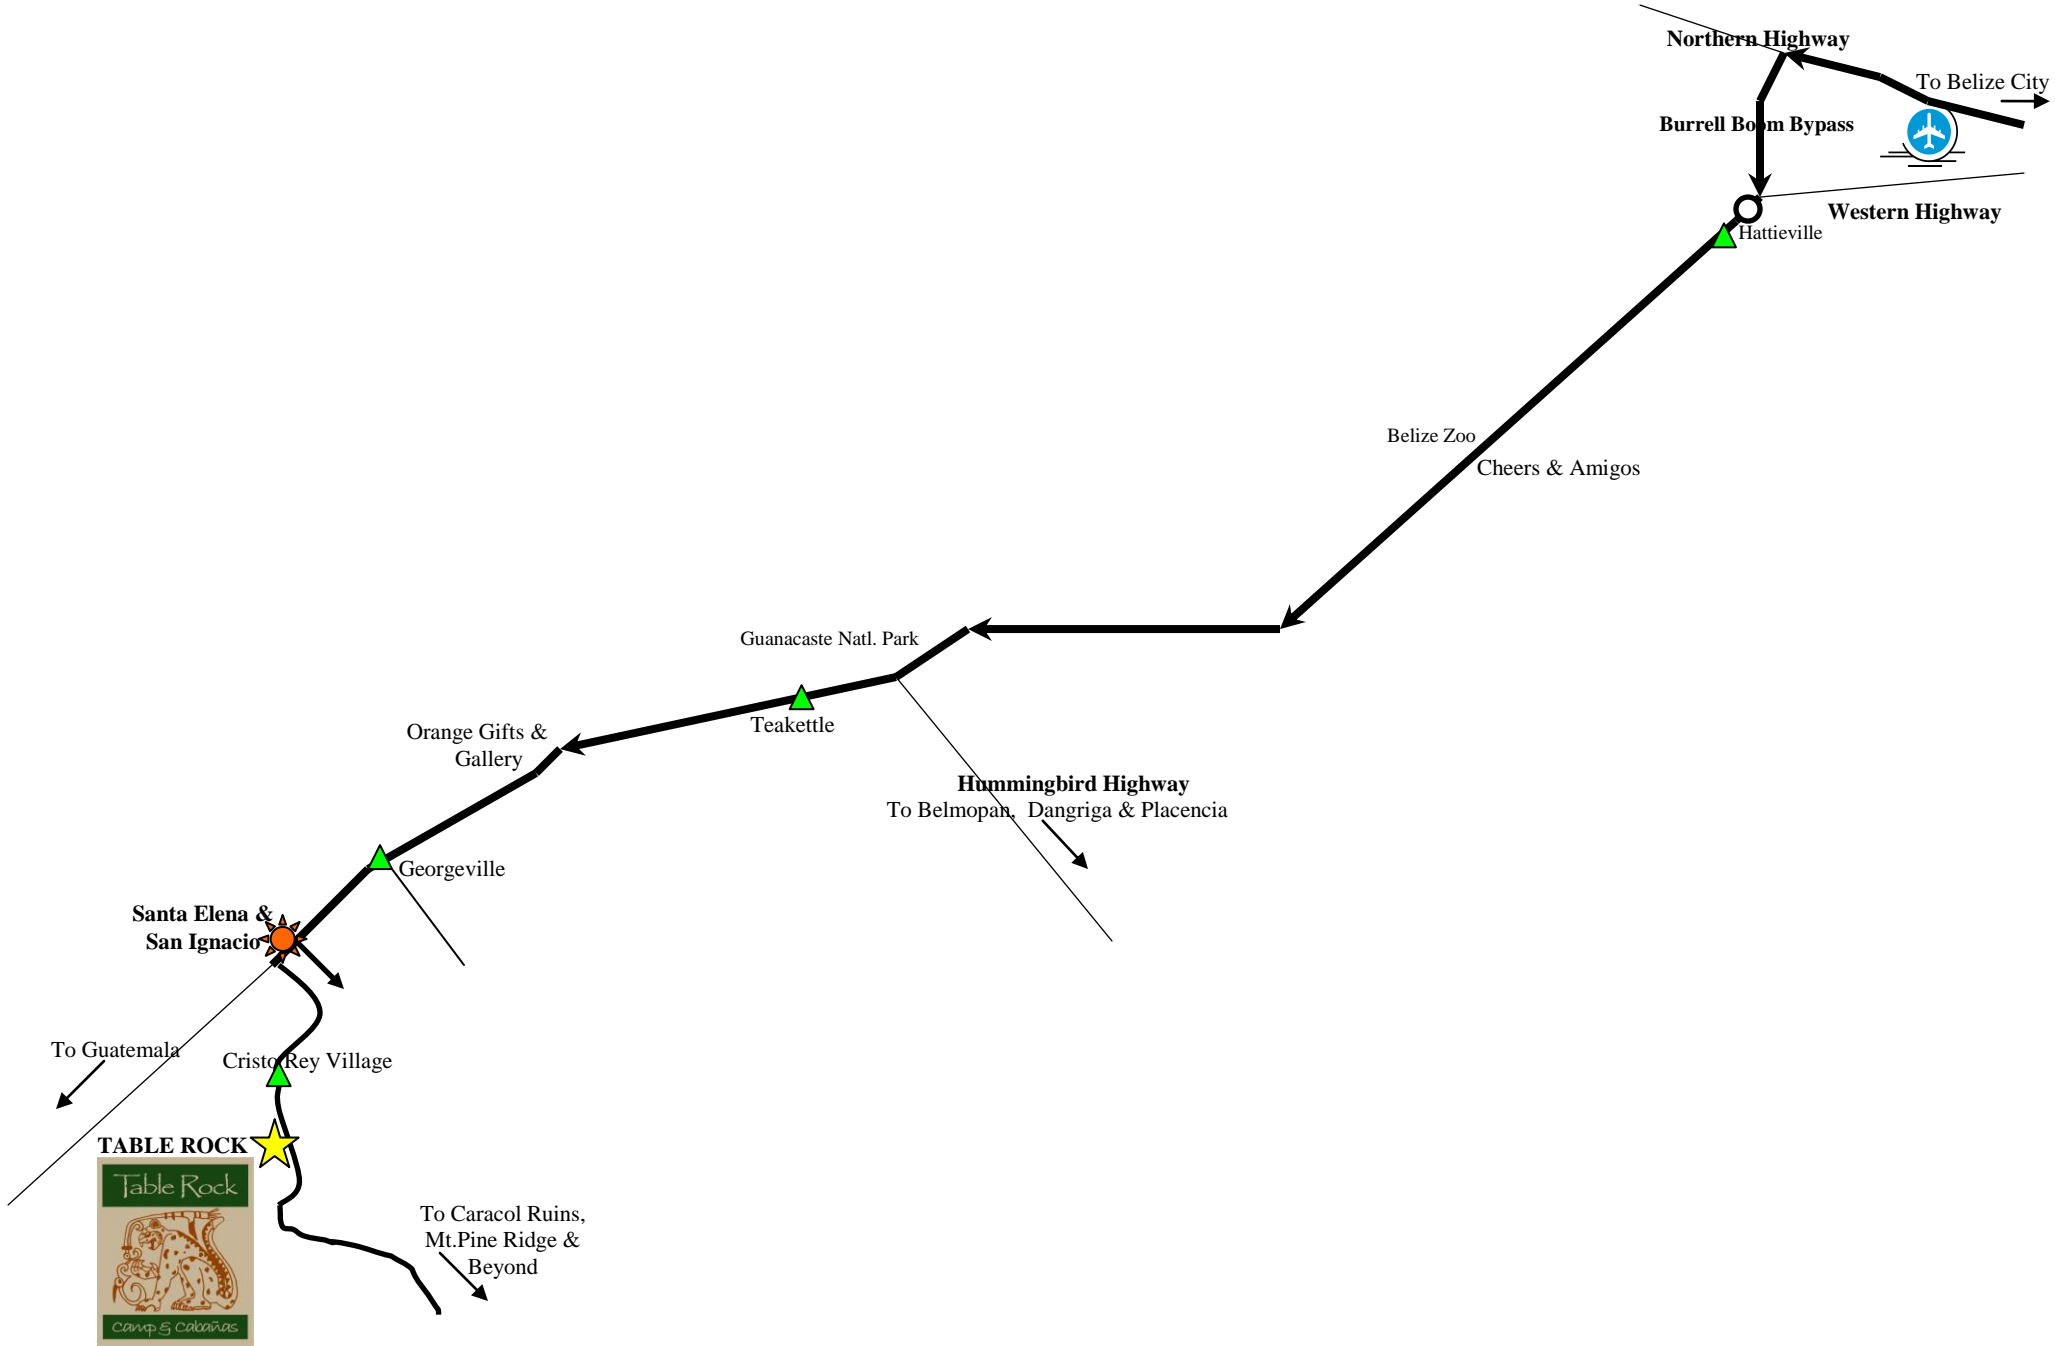 Northern Highway
To Belize City
Burrell Boom Bypass
Western Highway
Hattieville
Belize Zoo
Cheers & Amigos
Guanacaste Natl. Park
Teakettle
Orange Gifts &
Gallery
Hummingbird Highway
To Belmopan,  Dangriga & Placencia
Georgeville
Santa Elena &
San Ignacio
To Guatemala
Cristo Rey Village
TABLE ROCK
Table Rock
Camp & Cabañas
To Caracol Ruins,
Mt.Pine Ridge &
Beyond